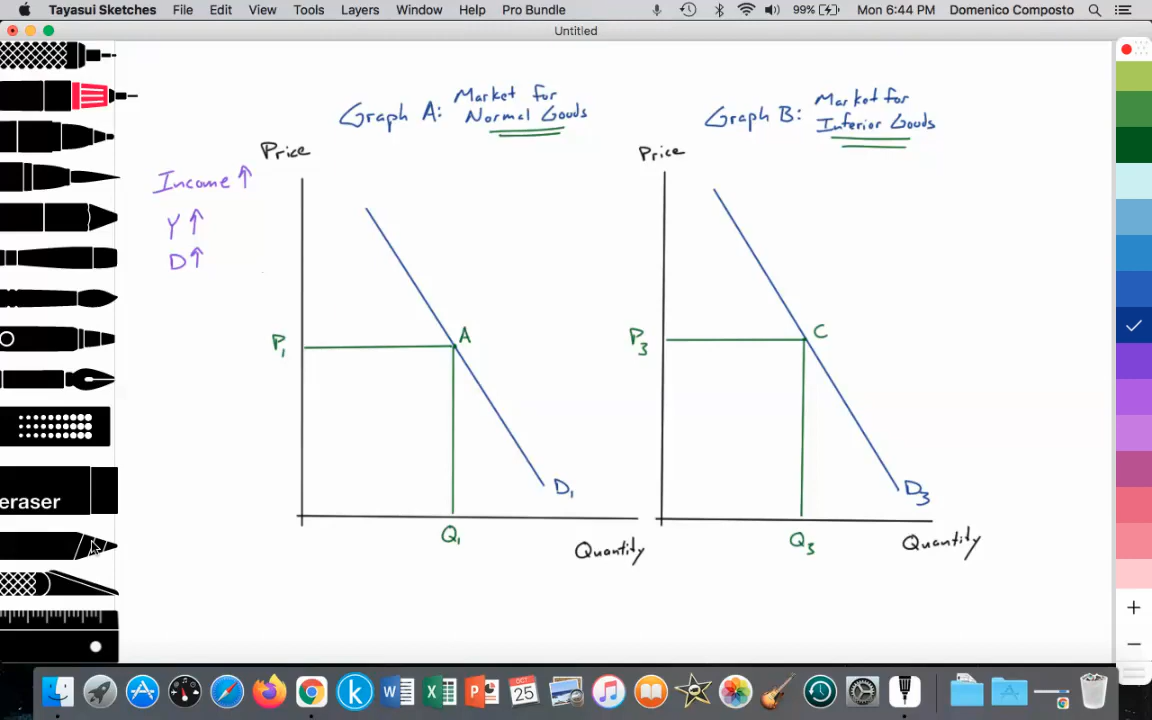 Tayasui Sketches File Edit View Tools Layers Window Help Pro Bundle 99% Mon 6:44 PM Domenico Composto
Untitled
Graph A: Market for
Normal Goods
Graph B: Market for
Inferior Goods
Price
Price
Income ↑
Y ↑
D ↑
P1
A
P3
C
D1
D3
Q1
Quantity
Q3
Quantity
eraser
OCT
25